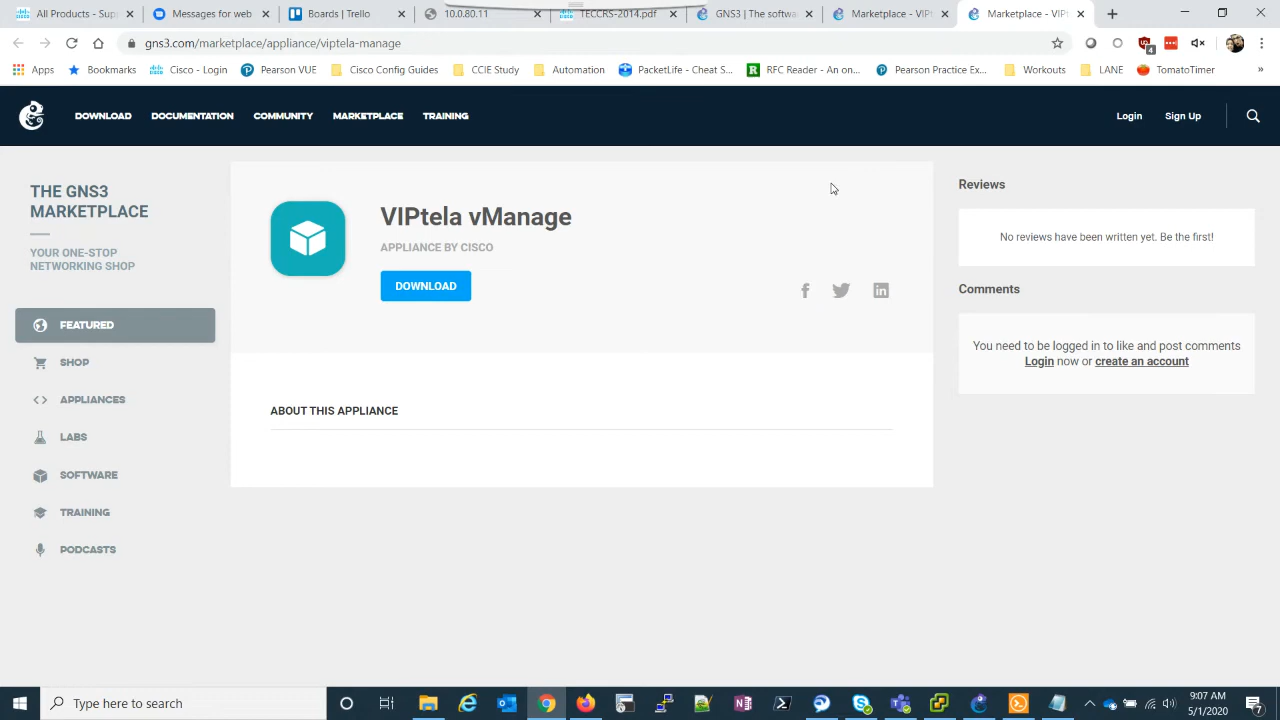 All Products - Sup
Messages for web
Boards | Trello
10.0.80.11
TECCRS-2014.pdf
GNS3 | The softwa
Marketplace - VIP
Marketplace - VIP
gns3.com/marketplace/appliance/viptela-manage
4
Apps
Bookmarks
Cisco - Login
Pearson VUE
Cisco Config Guides
CCIE Study
Automation
PacketLife - Cheat S...
RFC Reader - An on...
Pearson Practice Ex...
Workouts
LANE
TomatoTimer
»
DOWNLOAD
DOCUMENTATION
COMMUNITY
MARKETPLACE
TRAINING
Login
Sign Up
THE GNS3
MARKETPLACE
YOUR ONE-STOP
NETWORKING SHOP
FEATURED
SHOP
APPLIANCES
LABS
SOFTWARE
TRAINING
PODCASTS
VIPtela vManage
APPLIANCE BY CISCO
DOWNLOAD
ABOUT THIS APPLIANCE
Reviews
No reviews have been written yet. Be the first!
Comments
You need to be logged in to like and post comments
Login now or create an account
Type here to search
9:07 AM
5/1/2020
7